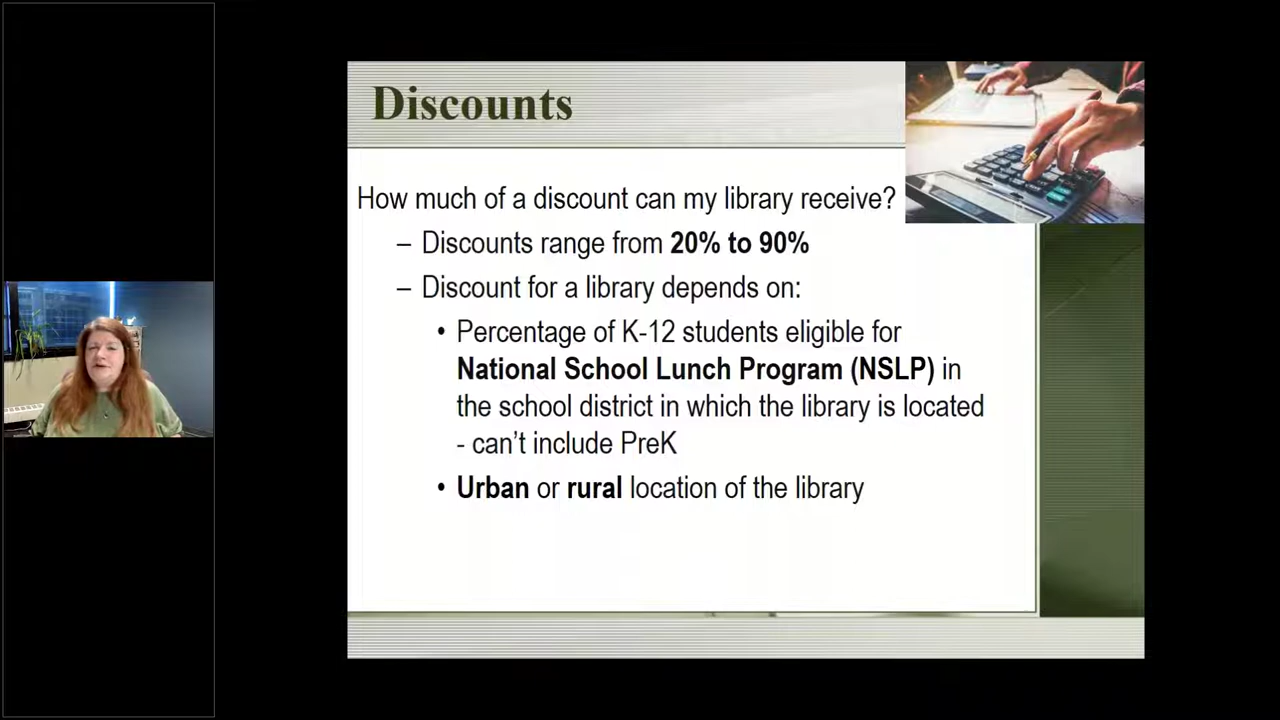 Discounts
How much of a discount can my library receive?
– Discounts range from 20% to 90%
– Discount for a library depends on:
• Percentage of K-12 students eligible for
National School Lunch Program (NSLP) in
the school district in which the library is located
- can’t include PreK
• Urban or rural location of the library